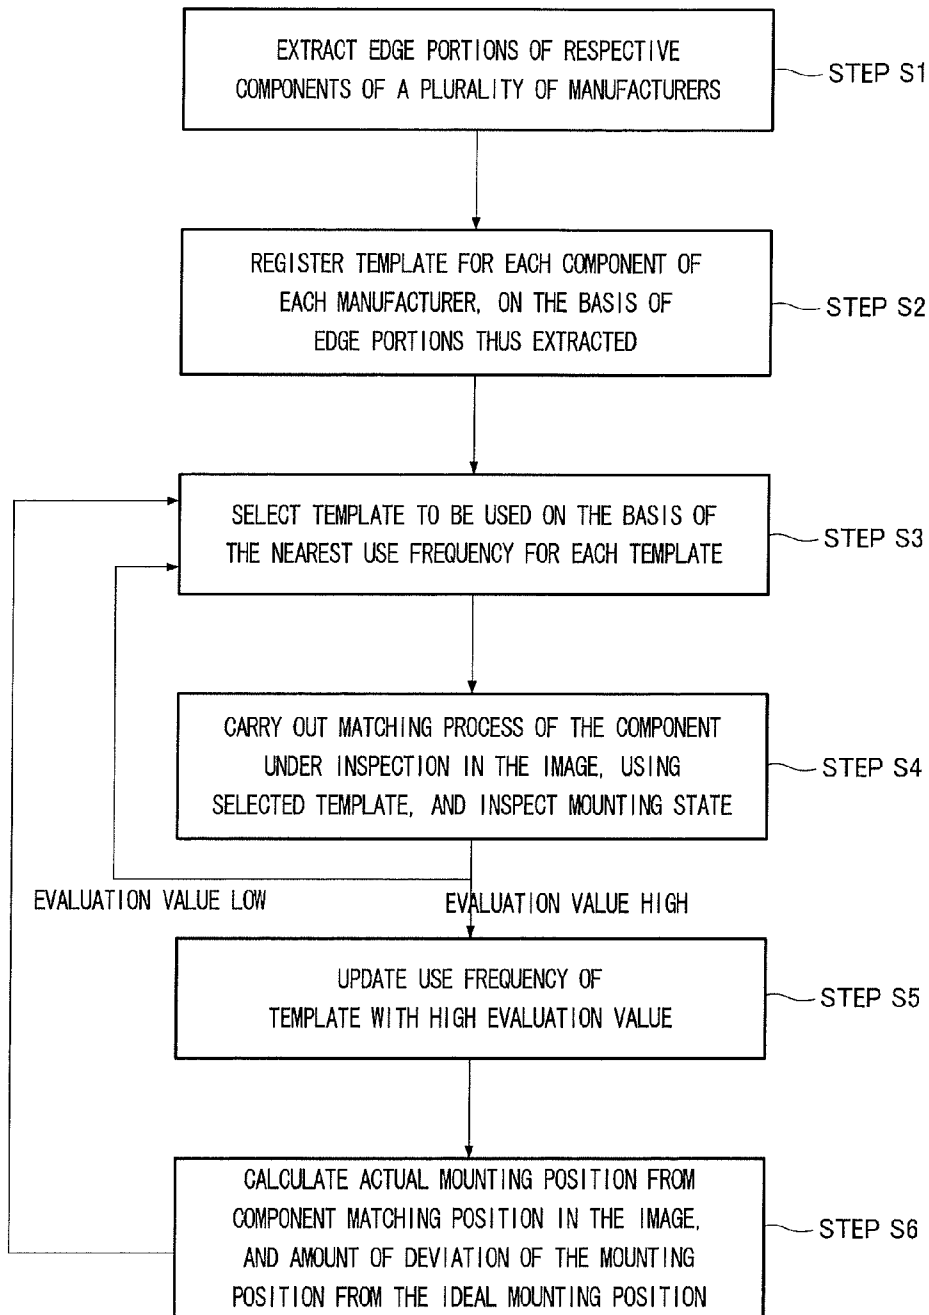 EXTRACT EDGE PORTIONS OF RESPECTIVE
COMPONENTS OF A PLURALITY OF MANUFACTURERS
STEP S1
REGISTER TEMPLATE FOR EACH COMPONENT OF
EACH MANUFACTURER, ON THE BASIS OF
EDGE PORTIONS THUS EXTRACTED
STEP S2
SELECT TEMPLATE TO BE USED ON THE BASIS OF
THE NEAREST USE FREQUENCY FOR EACH TEMPLATE
STEP S3
CARRY OUT MATCHING PROCESS OF THE COMPONENT
UNDER INSPECTION IN THE IMAGE, USING
SELECTED TEMPLATE, AND INSPECT MOUNTING STATE
STEP S4
EVALUATION VALUE LOW
EVALUATION VALUE HIGH
UPDATE USE FREQUENCY OF
TEMPLATE WITH HIGH EVALUATION VALUE
STEP S5
CALCULATE ACTUAL MOUNTING POSITION FROM
COMPONENT MATCHING POSITION IN THE IMAGE,
AND AMOUNT OF DEVIATION OF THE MOUNTING
POSITION FROM THE IDEAL MOUNTING POSITION
STEP S6